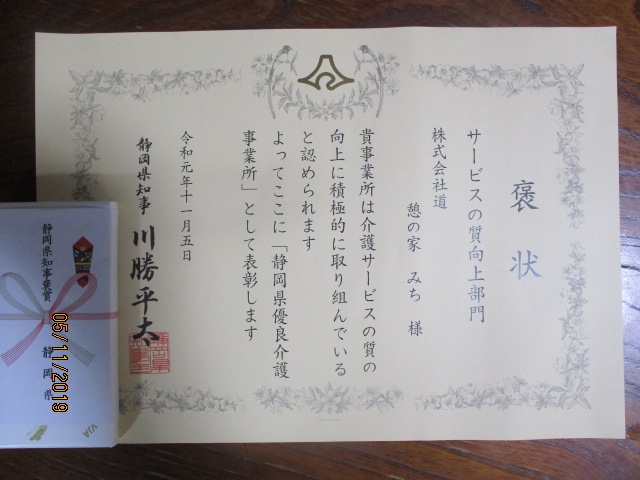 褒状
サービスの質向上部門
株式会社道
憩の家 みち 様
貴事業所は介護サービスの質の
向上に積極的に取り組んでいる
と認められます
よってここに「静岡県優良介護
事業所」として表彰します
令和元年十一月五日
静岡県知事 川勝平太
静岡県知事褒賞
静岡県
05/11/2019